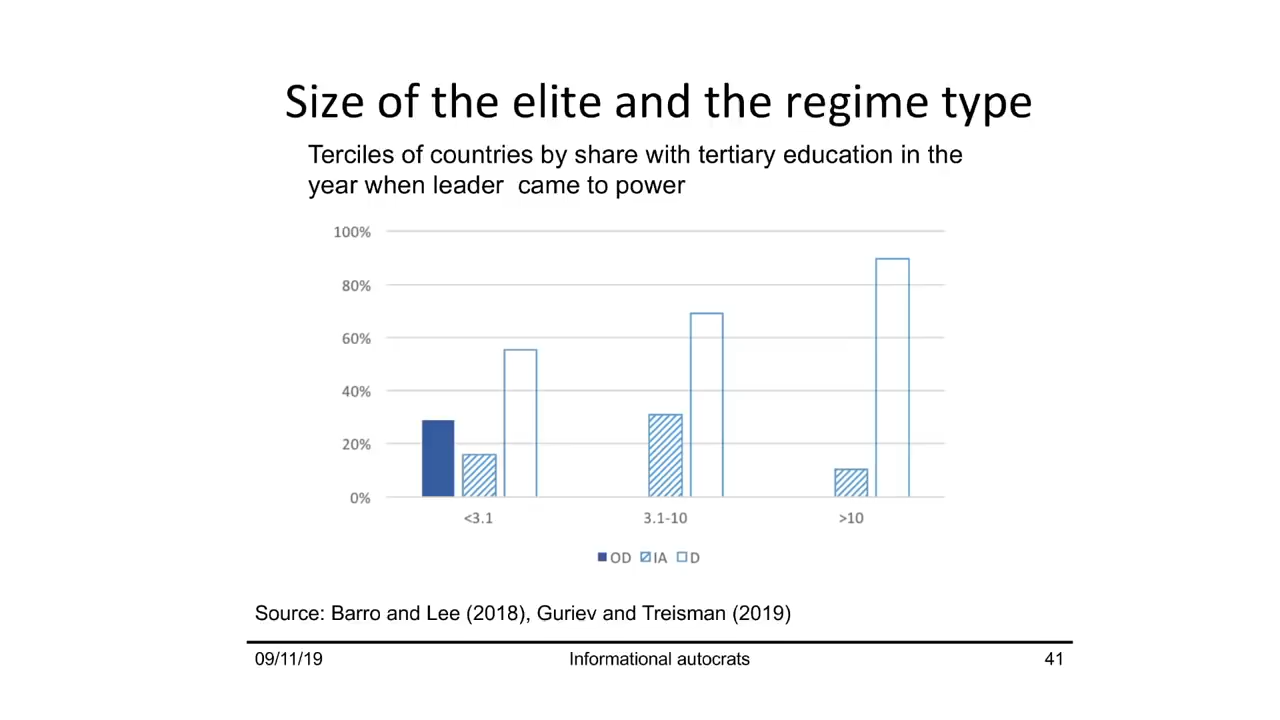 Size of the elite and the regime type
Terciles of countries by share with tertiary education in the
year when leader came to power
100%
80%
60%
40%
20%
0%
<3.1
3.1-10
>10
OD IA D
Source: Barro and Lee (2018), Guriev and Treisman (2019)
09/11/19
Informational autocrats
41